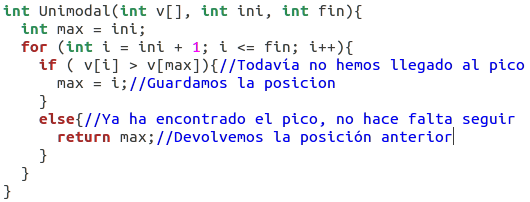 int Unimodal(int v[], int ini, int fin){
  int max = ini;
  for (int i = ini + 1; i <= fin; i++){
    if ( v[i] > v[max]){//Todavía no hemos llegado al pico
      max = i;//Guardamos la posicion
    }
    else{//Ya ha encontrado el pico, no hace falta seguir
      return max;//Devolvemos la posición anterior
    }
  }
}